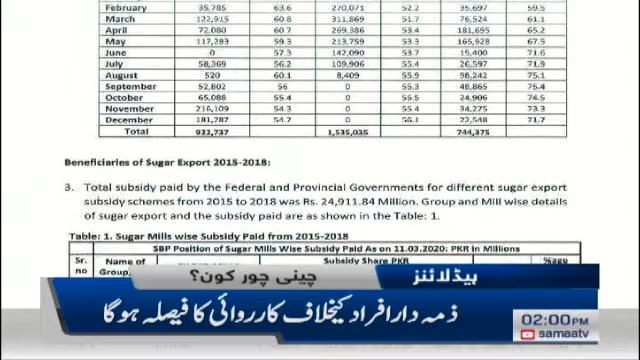 February 35,785 63.6 270,071 52.2 35,697 59.5
March 122,915 60.8 311,869 51.7 76,524 61.1
April 72,080 60.7 269,386 53.4 181,695 65.2
May 117,283 59.3 213,759 53.3 165,928 67.5
June 0 57.3 142,090 53.7 15,400 71.6
July 58,369 56.2 109,906 55.4 26,597 71.9
August 520 60.1 8,409 55.9 98,242 75.1
September 52,802 56 0 55.3 48,865 75.4
October 65,088 55.4 0 55.5 24,906 74.5
November 216,109 54.3 0 55.4 34,275 73.3
December 181,787 54.7 0 56.1 22,548 71.7
Total 922,737 1,535,035 744,375
Beneficiaries of Sugar Export 2015-2018:
3. Total subsidy paid by the Federal and Provincial Governments for different sugar export
subsidy schemes from 2015 to 2018 was Rs. 24,911.84 Million. Group and Mill wise details
of sugar export and the subsidy paid are as shown in the Table: 1.
Table: 1. Sugar Mills wise Subsidy Paid from 2015-2018
SBP Position of Sugar Mills Wise Subsidy Paid As on 11.03.2020: PKR in Millions
Sr. no Name of Group, Subsidy Share PKR %age
ہیڈلائنز
چینی چور کون؟
ذمہ دار افراد کیخلاف کارروائی کا فیصلہ ہوگا
02:00PM
samaatv